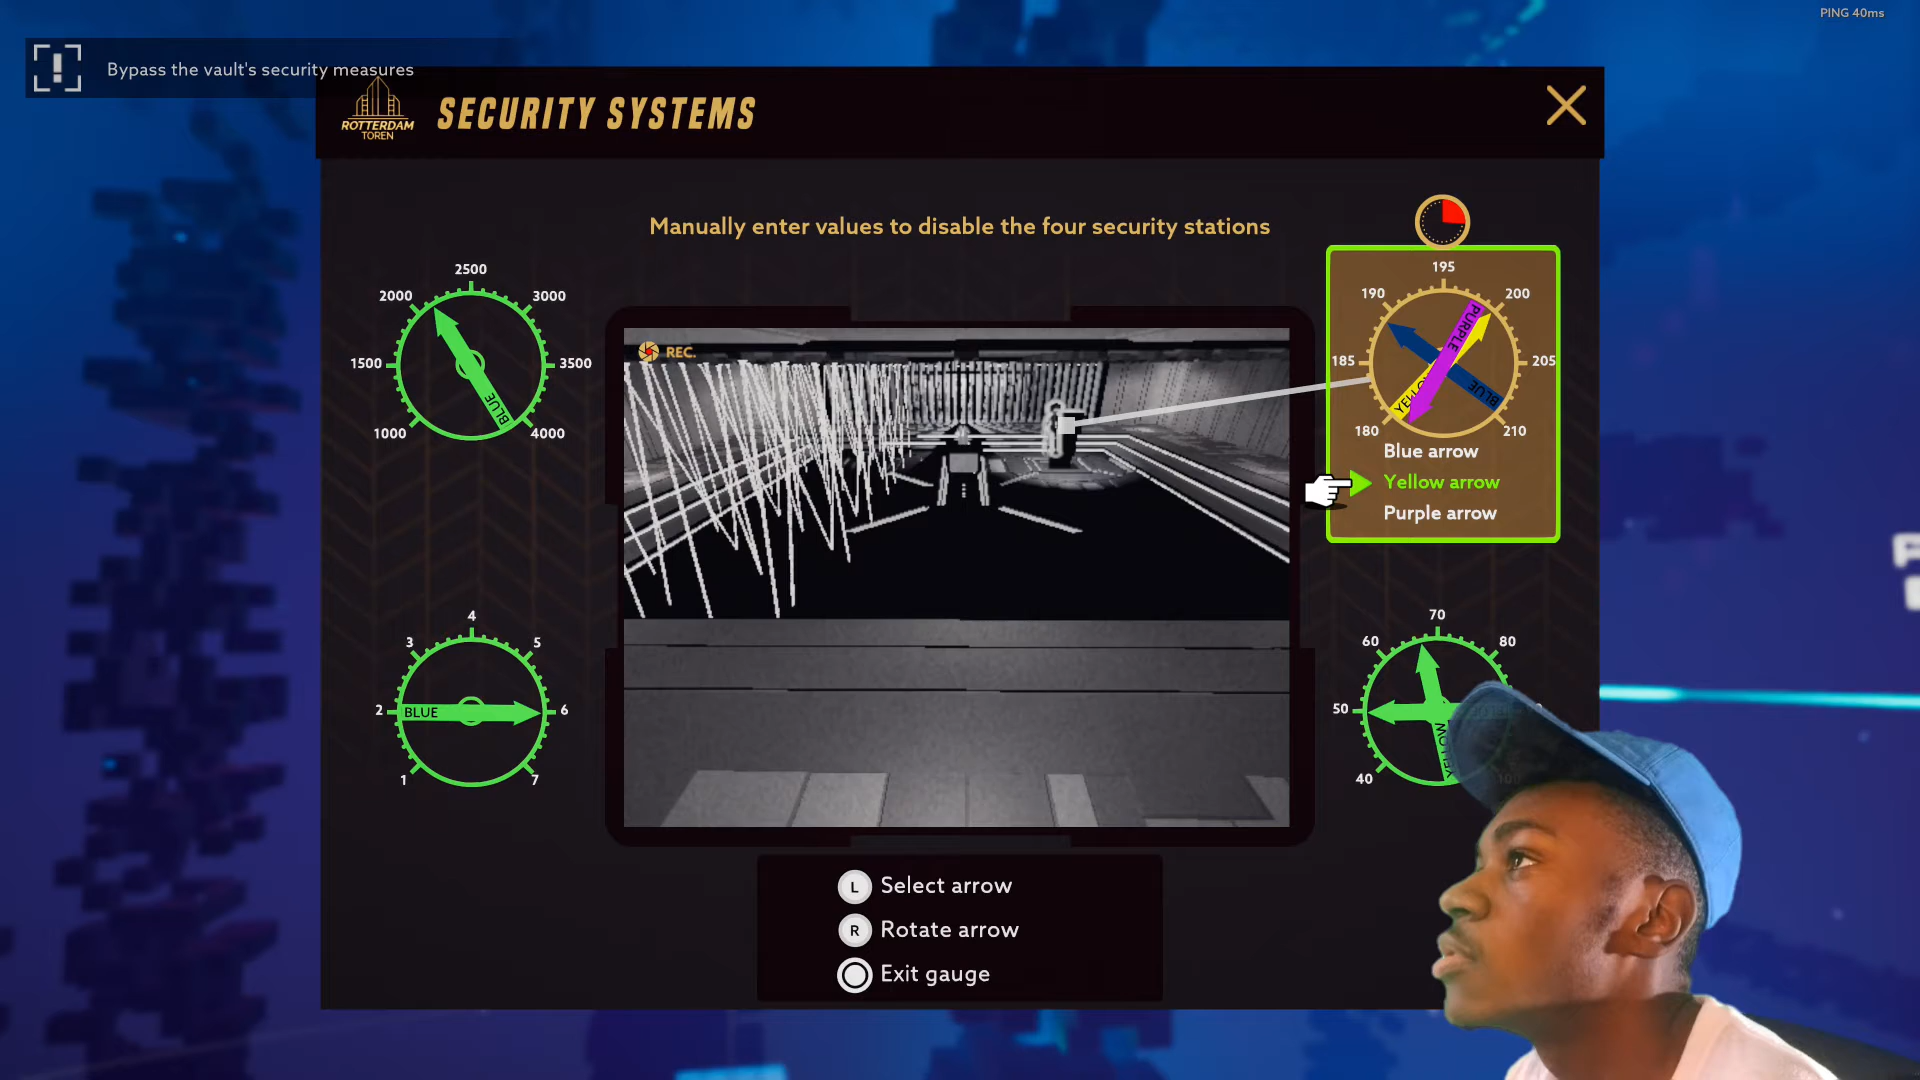 PING 40ms
Bypass the vault's security measures
ROTTERDAM
TOREN
SECURITY SYSTEMS
Manually enter values to disable the four security stations
2500
2000
3000
1500
3500
1000
4000
BLUE
195
190
200
185
205
180
210
PURPLE
YELLOW
BLUE
Blue arrow
Yellow arrow
Purple arrow
REC.
4
3
5
2
6
1
7
BLUE
70
60
80
50
40
100
L Select arrow
R Rotate arrow
Exit gauge